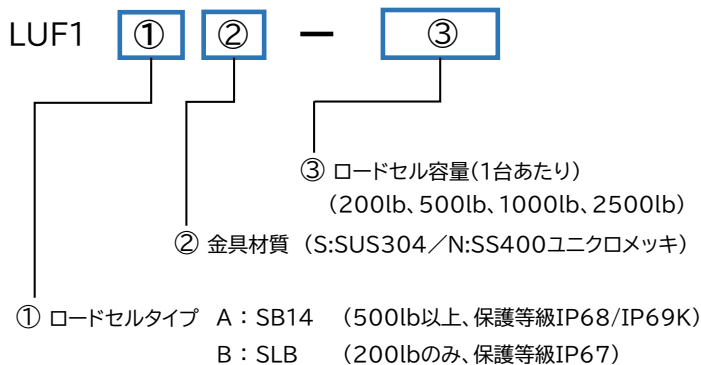 LUF1 ① ② ー ③
③ ロードセル容量(1台あたり)
(200lb、500lb、1000lb、2500lb)
② 金具材質 (S:SUS304／N:SS400ユニクロメッキ)
① ロードセルタイプ A：SB14 (500lb以上、保護等級IP68/IP69K)
B：SLB (200lbのみ、保護等級IP67)